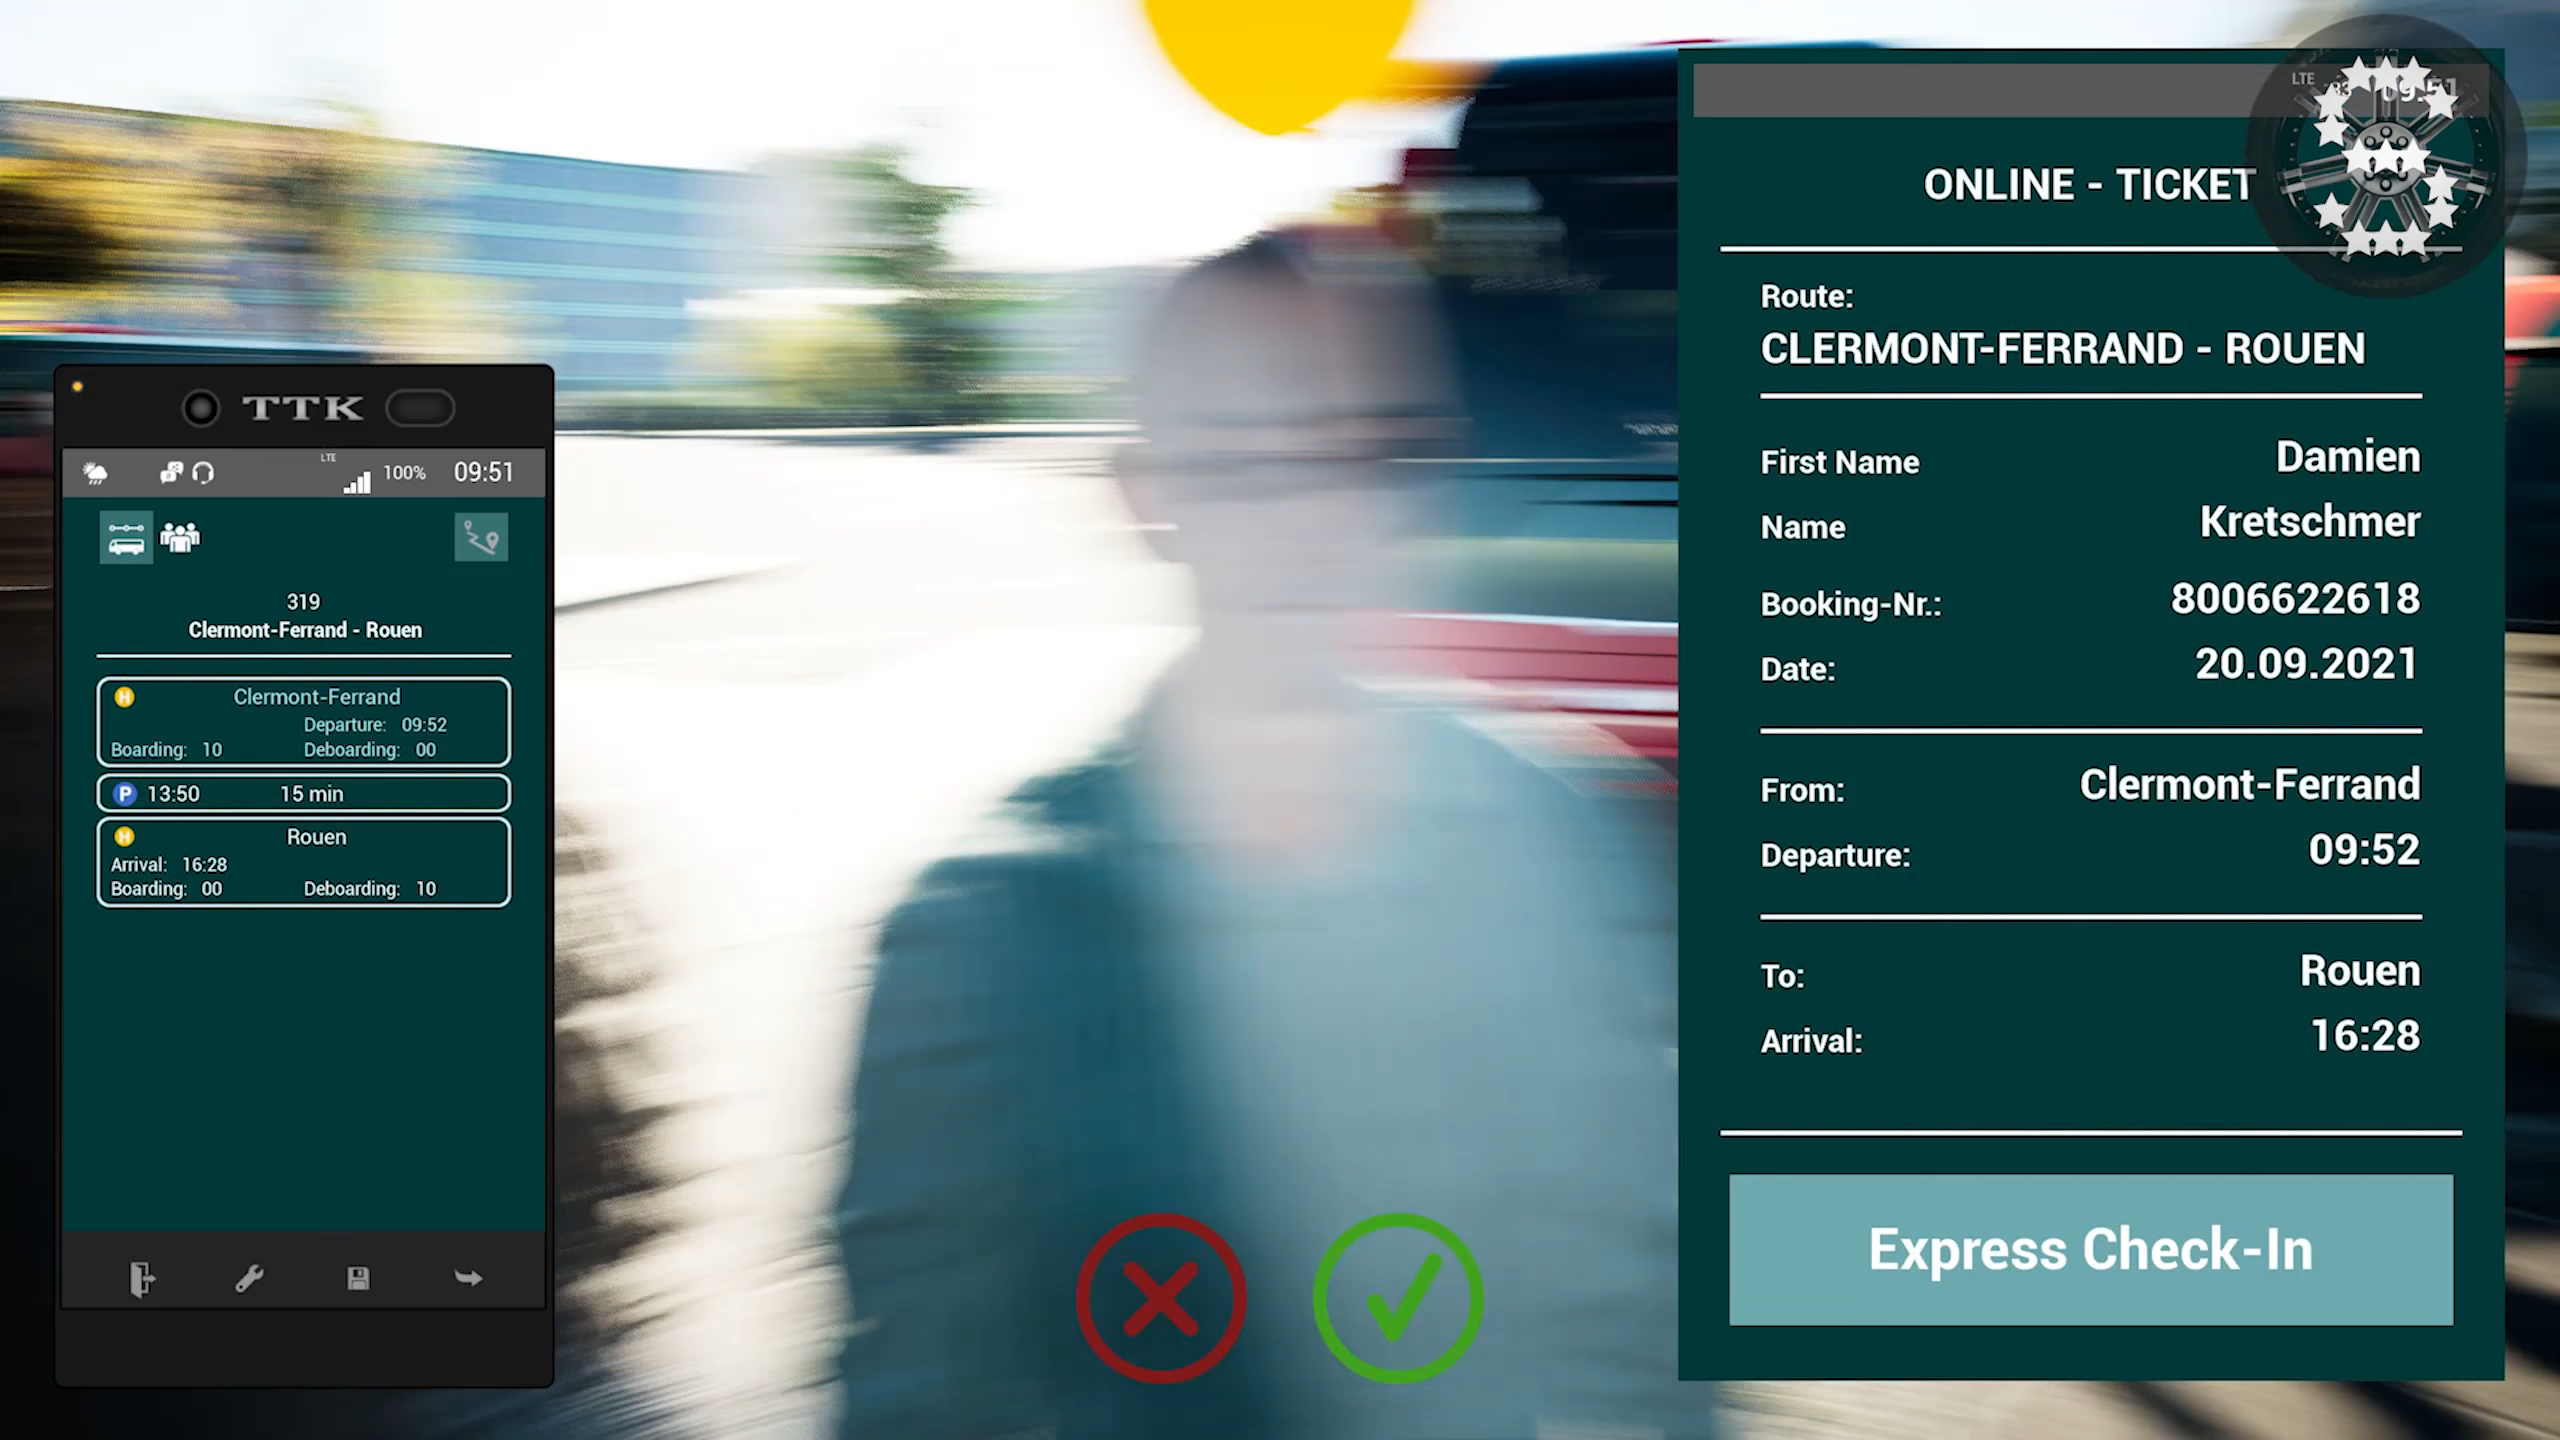 TTK
LTE
100%
09:51
319
Clermont-Ferrand - Rouen
Clermont-Ferrand
Departure: 09:52
Boarding: 10 Deboarding: 00
P 13:50 15 min
H Rouen
Arrival: 16:28
Boarding: 00 Deboarding: 10
LTE
09:51
ONLINE - TICKET
Route:
CLERMONT-FERRAND - ROUEN
First Name Damien
Name Kretschmer
Booking-Nr.: 8006622618
Date: 20.09.2021
From: Clermont-Ferrand
Departure: 09:52
To: Rouen
Arrival: 16:28
Express Check-In